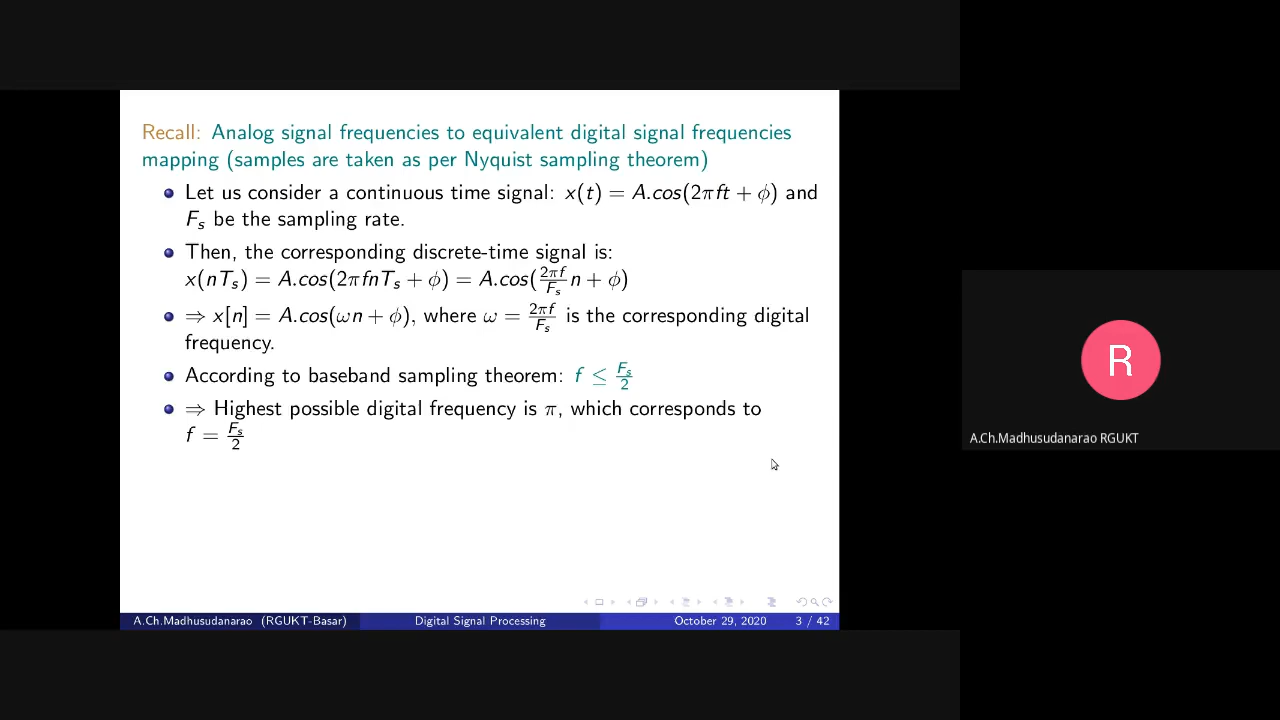 Recall: Analog signal frequencies to equivalent digital signal frequencies
mapping (samples are taken as per Nyquist sampling theorem)
Let us consider a continuous time signal: x(t) = A.cos(2πft + ϕ) and
Fₛ be the sampling rate.
Then, the corresponding discrete-time signal is:
x(nTₛ) = A.cos(2πfnTₛ + ϕ) = A.cos(2πf/Fₛ n + ϕ)
⇒ x[n] = A.cos(ωn + ϕ), where ω = 2πf/Fₛ is the corresponding digital
frequency.
According to baseband sampling theorem: f ≤ Fₛ/2
⇒ Highest possible digital frequency is π, which corresponds to
f = Fₛ/2
R
A.Ch.Madhusudanarao RGUKT
A.Ch.Madhusudanarao (RGUKT-Basar) Digital Signal Processing October 29, 2020 3 / 42